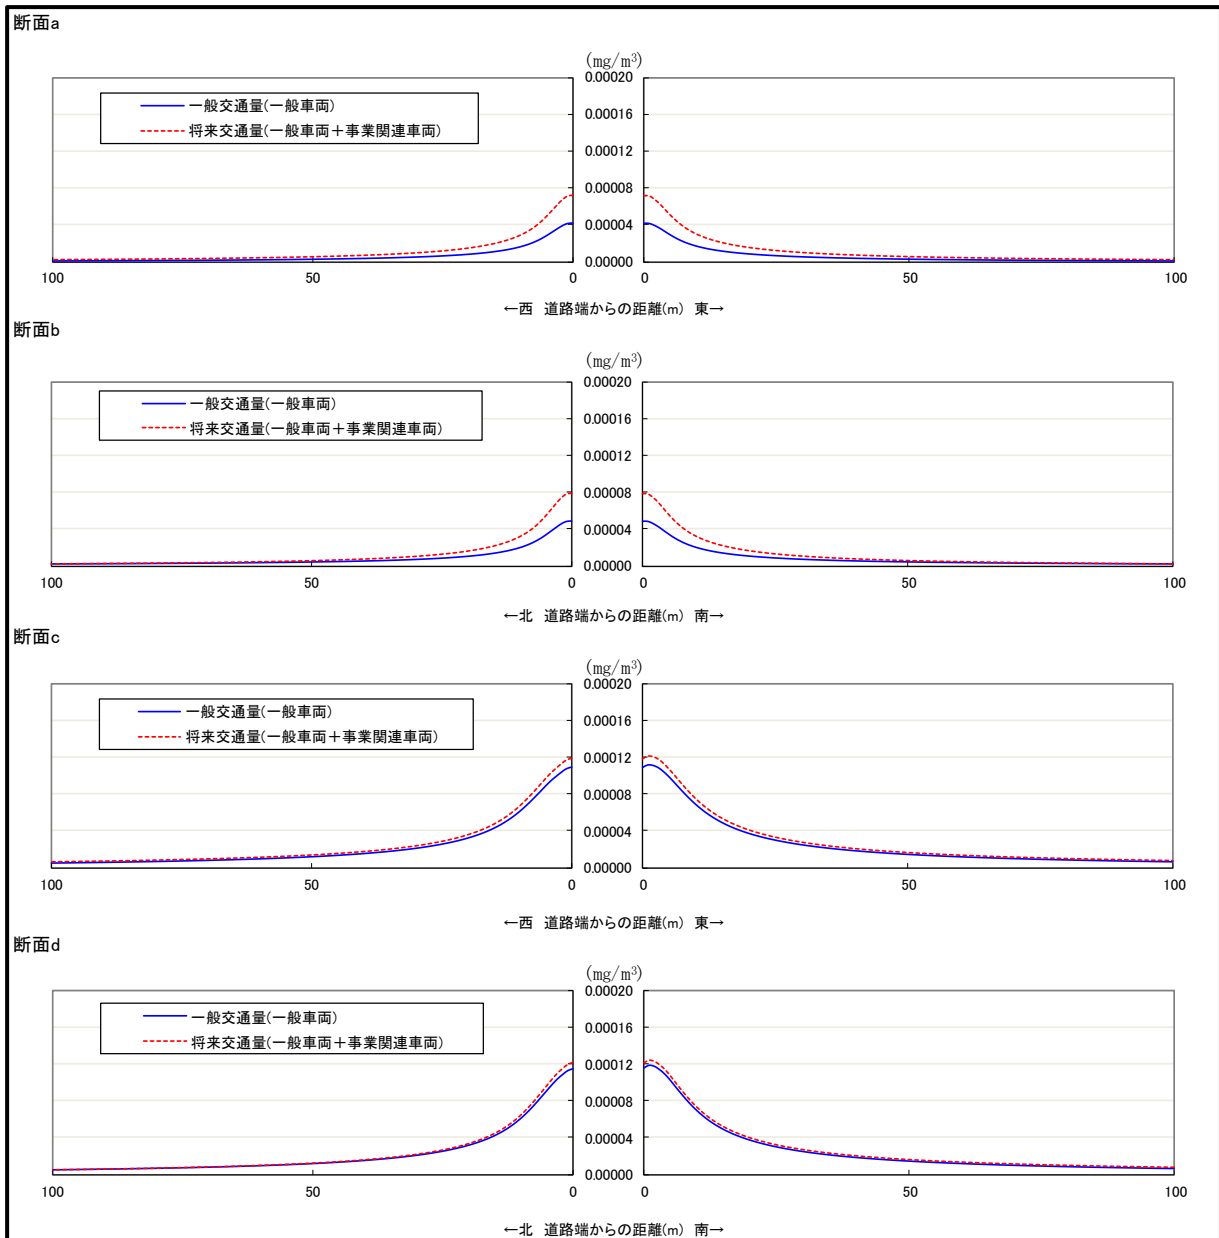 断面a
(mg/m³)
一般交通量(一般車両)
将来交通量(一般車両＋事業関連車両)
0.00020
0.00016
0.00012
0.00008
0.00004
0.00000
100 50 0 0 50 100
←西 道路端からの距離(m) 東→
断面b
(mg/m³)
一般交通量(一般車両)
将来交通量(一般車両＋事業関連車両)
0.00020
0.00016
0.00012
0.00008
0.00004
0.00000
100 50 0 0 50 100
←北 道路端からの距離(m) 南→
断面c
(mg/m³)
一般交通量(一般車両)
将来交通量(一般車両＋事業関連車両)
0.00020
0.00016
0.00012
0.00008
0.00004
0.00000
100 50 0 0 50 100
←西 道路端からの距離(m) 東→
断面d
(mg/m³)
一般交通量(一般車両)
将来交通量(一般車両＋事業関連車両)
0.00020
0.00016
0.00012
0.00008
0.00004
0.00000
100 50 0 0 50 100
←北 道路端からの距離(m) 南→